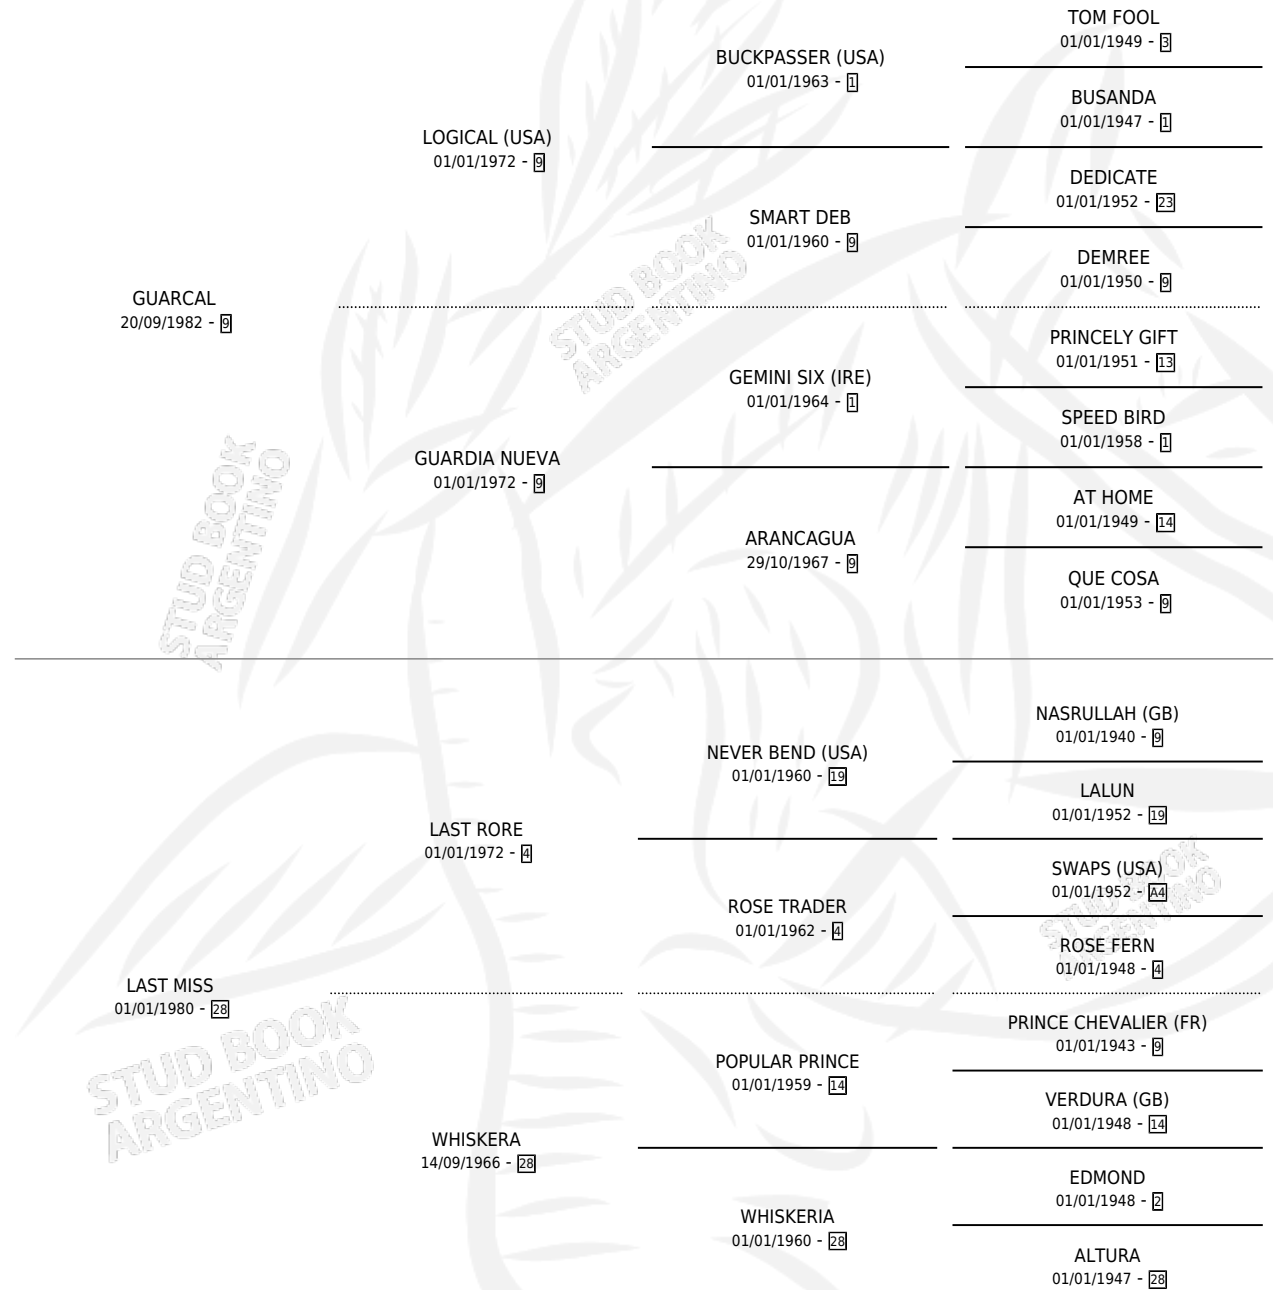 TOM FOOL
01/01/1949 - 3
BUCKPASSER (USA)
01/01/1963 - 1
BUSANDA
01/01/1947 - 1
LOGICAL (USA)
01/01/1972 - 9
DEDICATE
01/01/1952 - 23
SMART DEB
01/01/1960 - 9
DEMREE
01/01/1950 - 9
GUARCAL
20/09/1982 - 9
PRINCELY GIFT
01/01/1951 - 13
GEMINI SIX (IRE)
01/01/1964 - 1
SPEED BIRD
01/01/1958 - 1
GUARDIA NUEVA
01/01/1972 - 9
AT HOME
01/01/1949 - 14
ARANCAGUA
29/10/1967 - 9
QUE COSA
01/01/1953 - 9
STUD BOOK
ARGENTINO
STUD BOOK
ARGENTINO
NASRULLAH (GB)
01/01/1940 - 9
NEVER BEND (USA)
01/01/1960 - 19
LALUN
01/01/1952 - 19
LAST RORE
01/01/1972 - 4
SWAPS (USA)
01/01/1952 - A4
ROSE TRADER
01/01/1962 - 4
ROSE FERN
01/01/1948 - 4
LAST MISS
01/01/1980 - 28
PRINCE CHEVALIER (FR)
01/01/1943 - 9
POPULAR PRINCE
01/01/1959 - 14
VERDURA (GB)
01/01/1948 - 14
WHISKERA
14/09/1966 - 28
EDMOND
01/01/1948 - 2
WHISKERIA
01/01/1960 - 28
ALTURA
01/01/1947 - 28
STUD BOOK
ARGENTINO
STUD BOOK
ARGENTINO